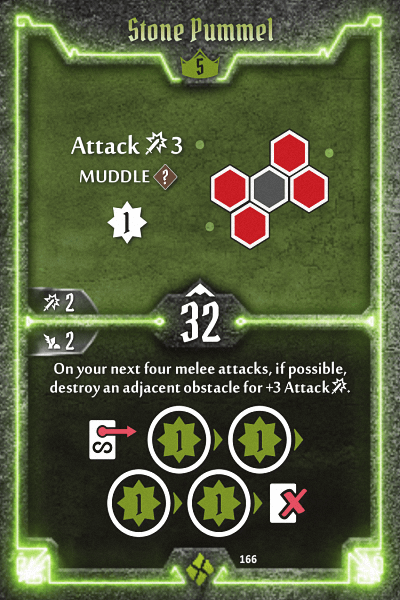 Stone Pummel
5
Attack 3
MUDDLE ?
1
2
32
2
On your next four melee attacks, if possible,
destroy an adjacent obstacle for +3 Attack.
S 1 1
1 1 X
166